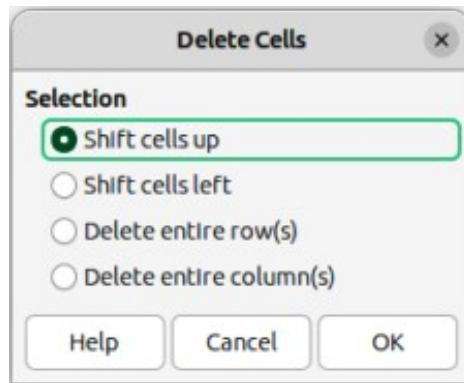 Delete Cells
Selection
Shift cells up
Shift cells left
Delete entire row(s)
Delete entire column(s)
Help Cancel OK